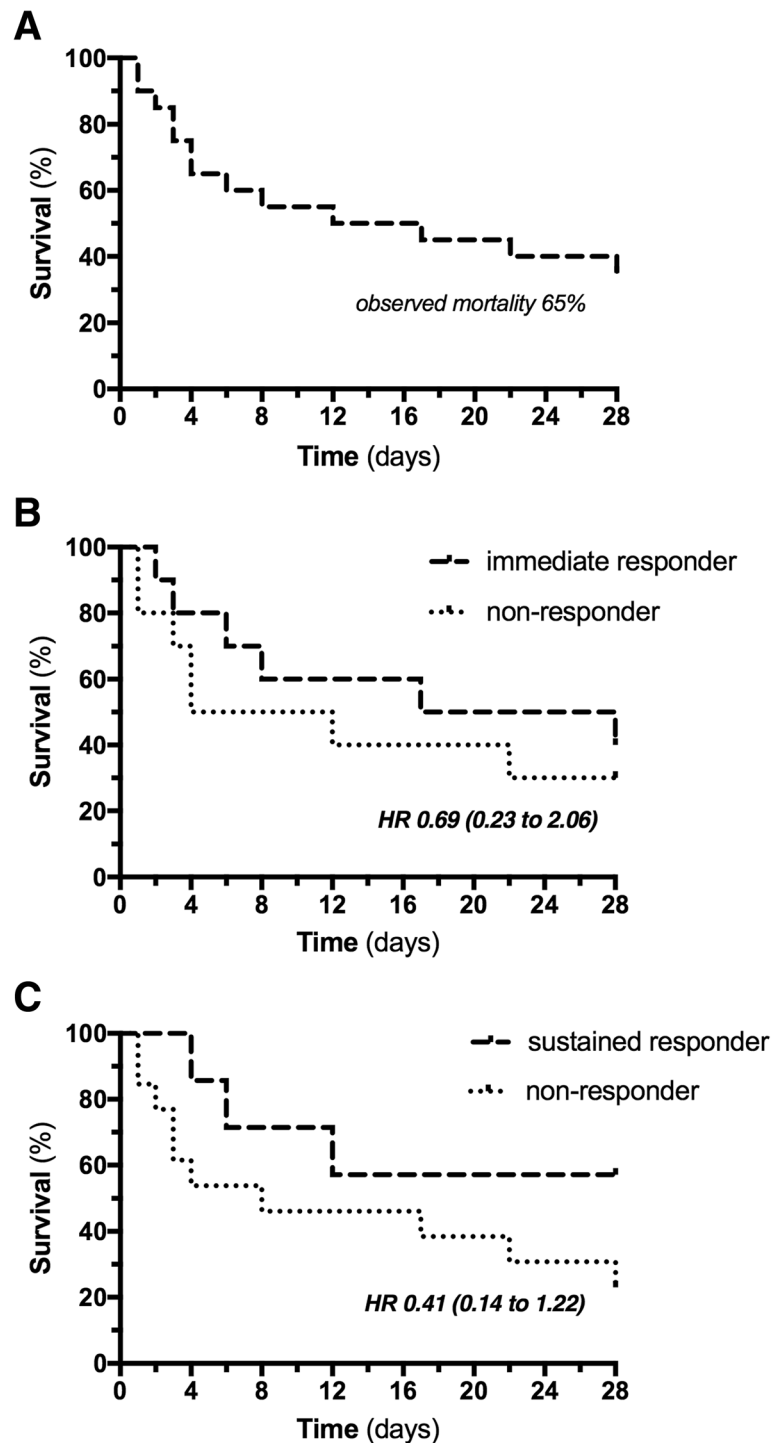 A
100
80
60
40
20
0
Survival (%)
observed mortality 65%
0 4 8 12 16 20 24 28
Time (days)
B
100
80
60
40
20
0
Survival (%)
immediate responder
non-responder
HR 0.69 (0.23 to 2.06)
0 4 8 12 16 20 24 28
Time (days)
C
100
80
60
40
20
0
Survival (%)
sustained responder
non-responder
HR 0.41 (0.14 to 1.22)
0 4 8 12 16 20 24 28
Time (days)